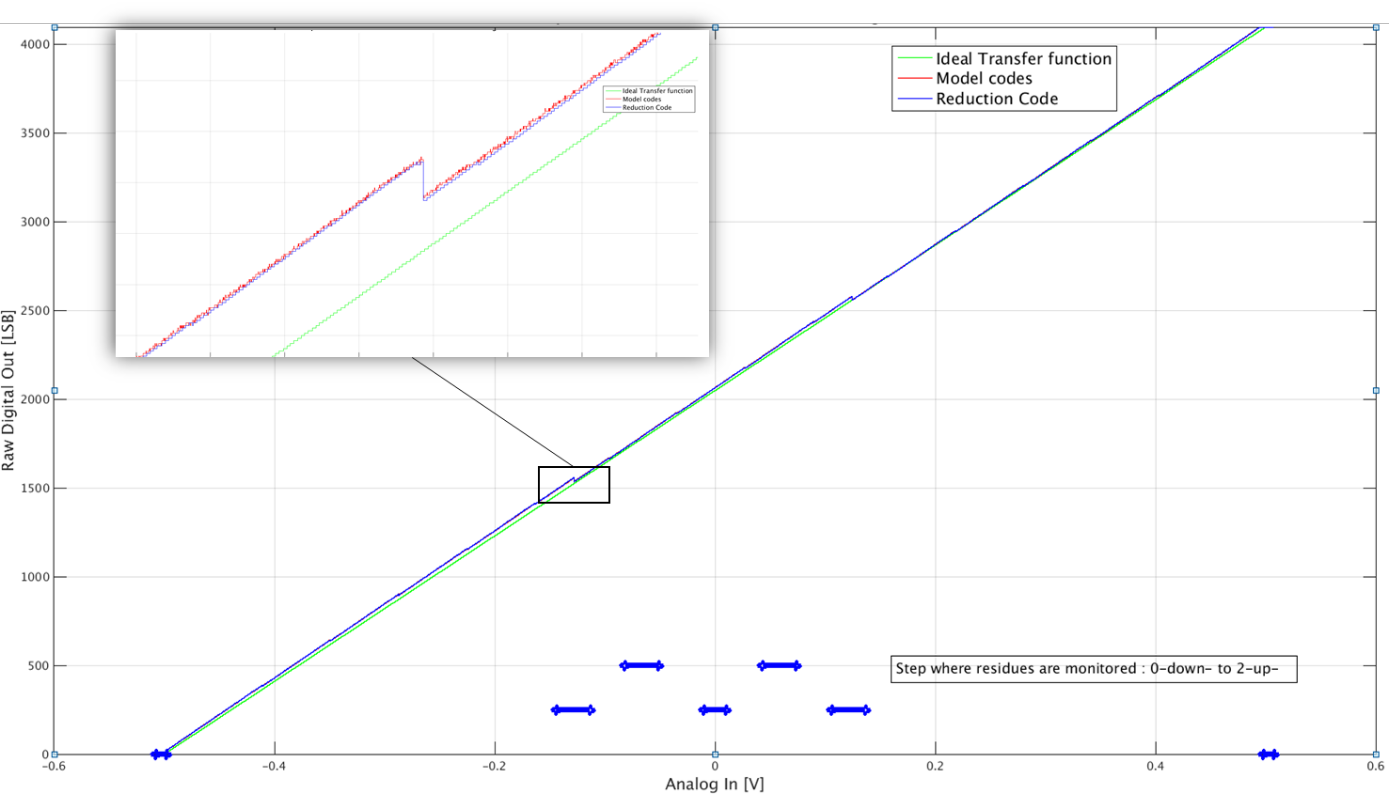 4000
3500
3000
2500
2000
1500
1000
500
0
Raw Digital Out [LSB]
Ideal Transfer function
Model codes
Reduction Code
Ideal Transfer function
Model codes
Reduction Code
Step where residues are monitored : 0-down- to 2-up-
-0.6
-0.4
-0.2
0
0.2
0.4
0.6
Analog In [V]